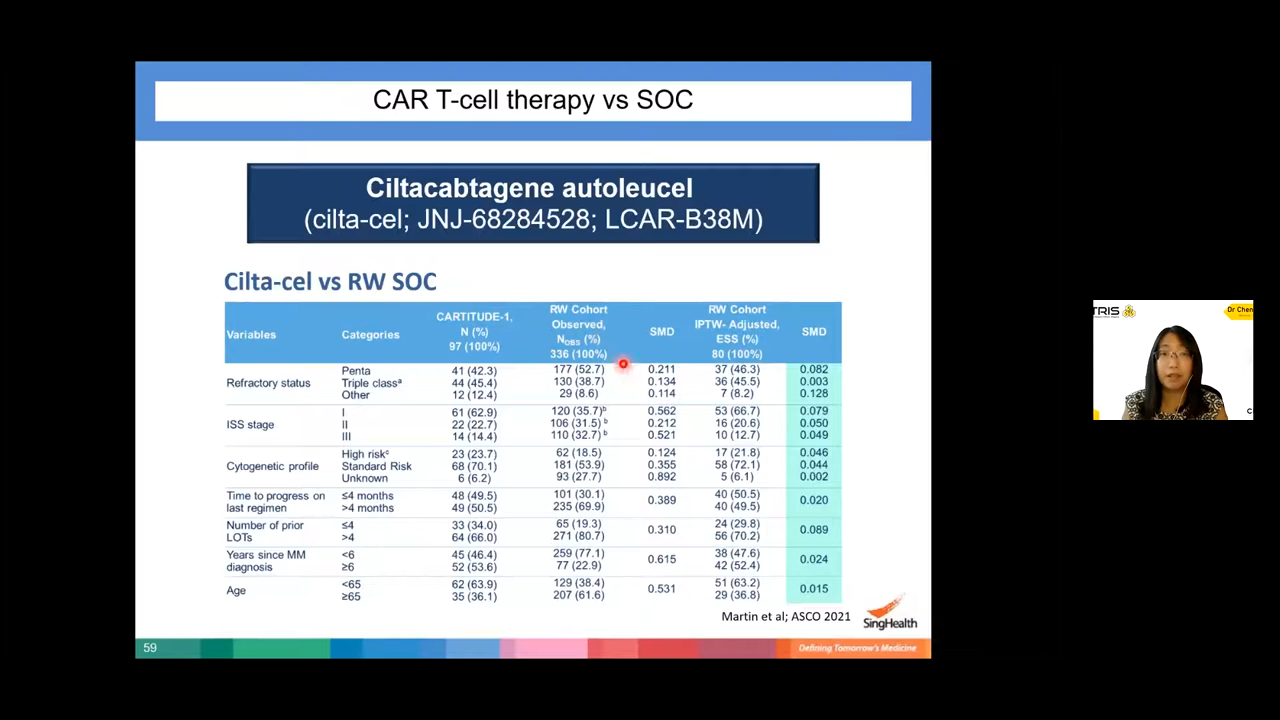 CAR T-cell therapy vs SOC
Ciltacabtagene autoleucel
(cilta-cel; JNJ-68284528; LCAR-B38M)
Cilta-cel vs RW SOC
Variables Categories CARTITUDE-1, N (%) 97 (100%) RW Cohort Observed, NOBS (%) 336 (100%) SMD RW Cohort IPTW- Adjusted, ESS (%) 80 (100%) SMD
Refractory status Penta 41 (42.3) 177 (52.7) 0.211 37 (46.3) 0.082
Triple classᵃ 44 (45.4) 130 (38.7) 0.134 36 (45.5) 0.003
Other 12 (12.4) 29 (8.6) 0.114 7 (8.2) 0.128
ISS stage I 61 (62.9) 120 (35.7)ᵇ 0.562 53 (66.7) 0.079
II 22 (22.7) 106 (31.5)ᵇ 0.212 16 (20.6) 0.050
III 14 (14.4) 110 (32.7)ᵇ 0.521 10 (12.7) 0.049
Cytogenetic profile High riskᶜ 23 (23.7) 62 (18.5) 0.124 17 (21.8) 0.046
Standard Risk 68 (70.1) 181 (53.9) 0.355 58 (72.1) 0.044
Unknown 6 (6.2) 93 (27.7) 0.892 5 (6.1) 0.002
Time to progress on last regimen ≤4 months 48 (49.5) 101 (30.1) 0.389 40 (50.5) 0.020
>4 months 49 (50.5) 235 (69.9) 40 (49.5)
Number of prior LOTs ≤4 33 (34.0) 65 (19.3) 0.310 24 (29.8) 0.089
>4 64 (66.0) 271 (80.7) 56 (70.2)
Years since MM diagnosis <6 45 (46.4) 259 (77.1) 0.615 38 (47.6) 0.024
≥6 52 (53.6) 77 (22.9) 42 (52.4)
Age <65 62 (63.9) 129 (38.4) 0.531 51 (63.2) 0.015
≥65 35 (36.1) 207 (61.6) 29 (36.8)
Martin et al; ASCO 2021
SingHealth
59
Defining Tomorrow's Medicine
TRIS
Dr Chen